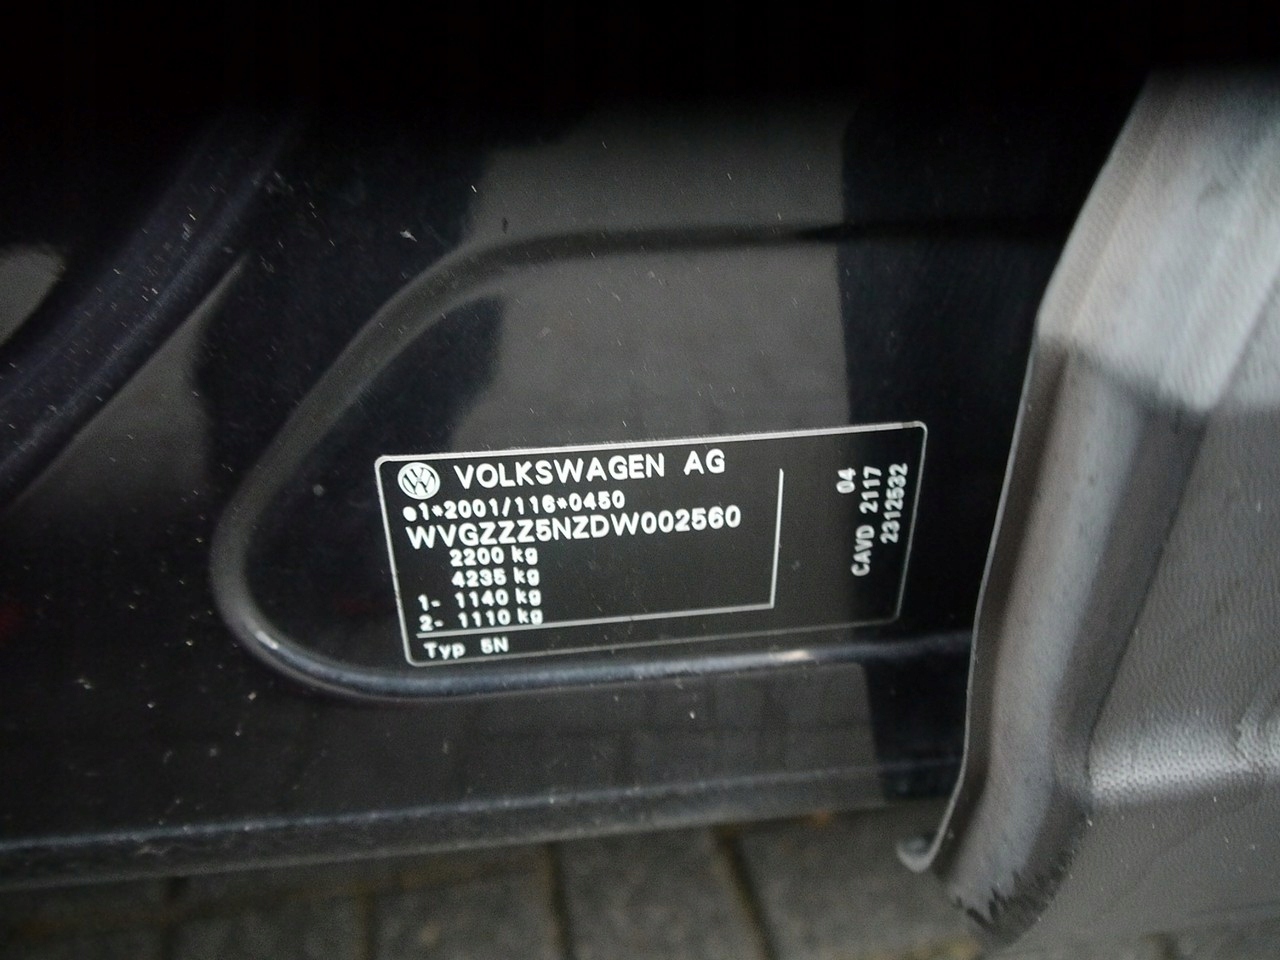 VOLKSWAGEN AG
e1*2001/116*0450
WVGZZZ5NZDW002560
2200 kg
4235 kg
1- 1140 kg
2- 1110 kg
Typ 5N
04
CAVD 2117
2312532